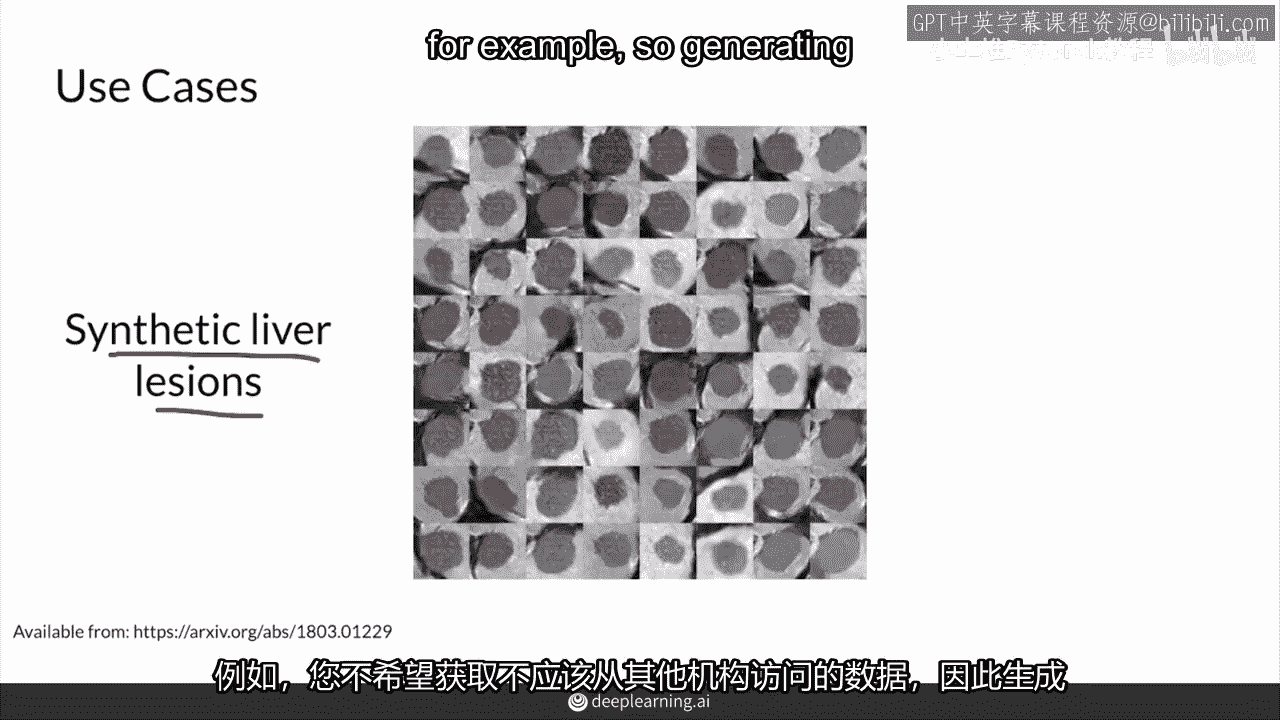 GPT中英字幕课程资源@bilibili.com
for example, so generating
Use Cases
Synthetic liver
lesions
Available from: https://arxiv.org/abs/1803.01229
例如，您不希望获取不应该从其他机构访问的数据，因此生成
deeplearning.ai